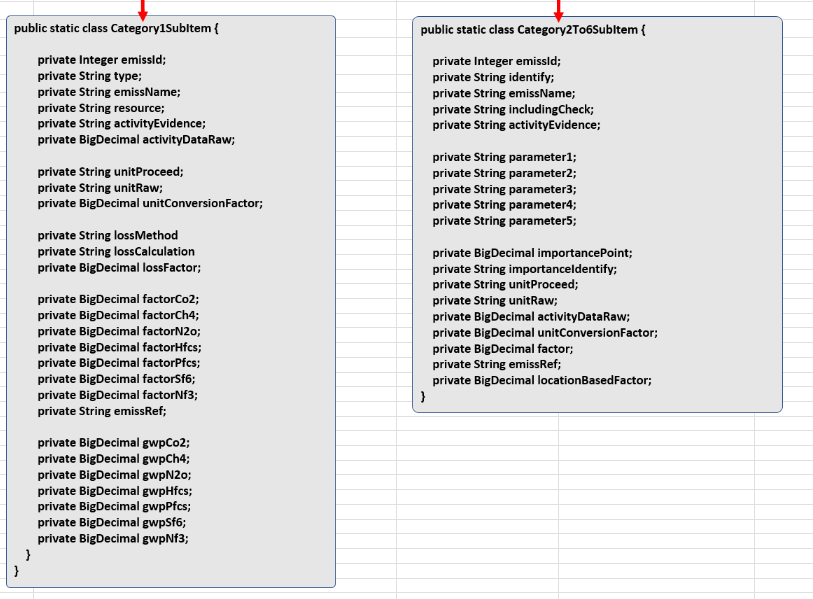 public static class Category1SubItem {
private Integer emissId;
private String type;
private String emissName;
private String resource;
private String activityEvidence;
private BigDecimal activityDataRaw;
private String unitProceed;
private String unitRaw;
private BigDecimal unitConversionFactor;
private String lossMethod
private String lossCalculation
private BigDecimal lossFactor;
private BigDecimal factorCo2;
private BigDecimal factorCh4;
private BigDecimal factorN2o;
private BigDecimal factorHfcs;
private BigDecimal factorPfcs;
private BigDecimal factorSf6;
private BigDecimal factorNf3;
private String emissRef;
private BigDecimal gwpCo2;
private BigDecimal gwpCh4;
private BigDecimal gwpN2o;
private BigDecimal gwpHfcs;
private BigDecimal gwpPfcs;
private BigDecimal gwpSf6;
private BigDecimal gwpNf3;
}
}
public static class Category2To6SubItem {
private Integer emissId;
private String identify;
private String emissName;
private String includingCheck;
private String activityEvidence;
private String parameter1;
private String parameter2;
private String parameter3;
private String parameter4;
private String parameter5;
private BigDecimal importancePoint;
private String importanceIdentify;
private String unitProceed;
private String unitRaw;
private BigDecimal activityDataRaw;
private BigDecimal unitConversionFactor;
private BigDecimal factor;
private String emissRef;
private BigDecimal locationBasedFactor;
}